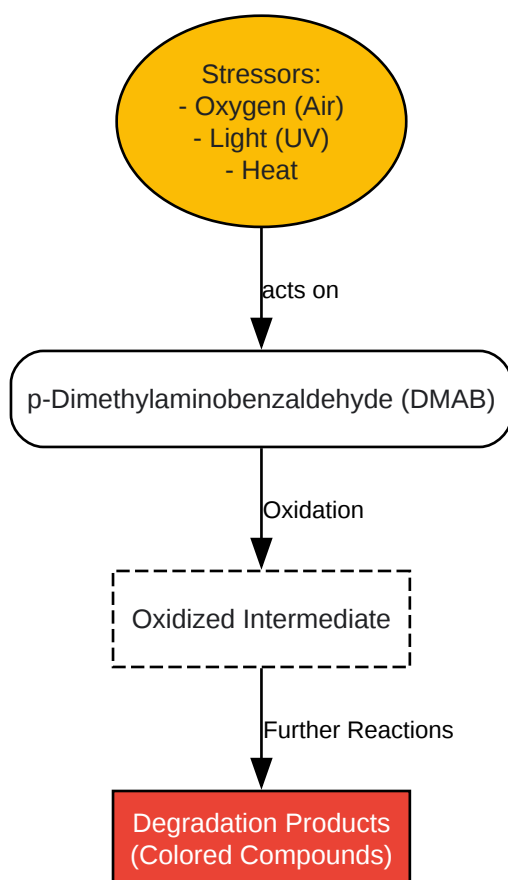 Stressors:
- Oxygen (Air)
- Light (UV)
- Heat
acts on
p-Dimethylaminobenzaldehyde (DMAB)
Oxidation
Oxidized Intermediate
Further Reactions
Degradation Products
(Colored Compounds)